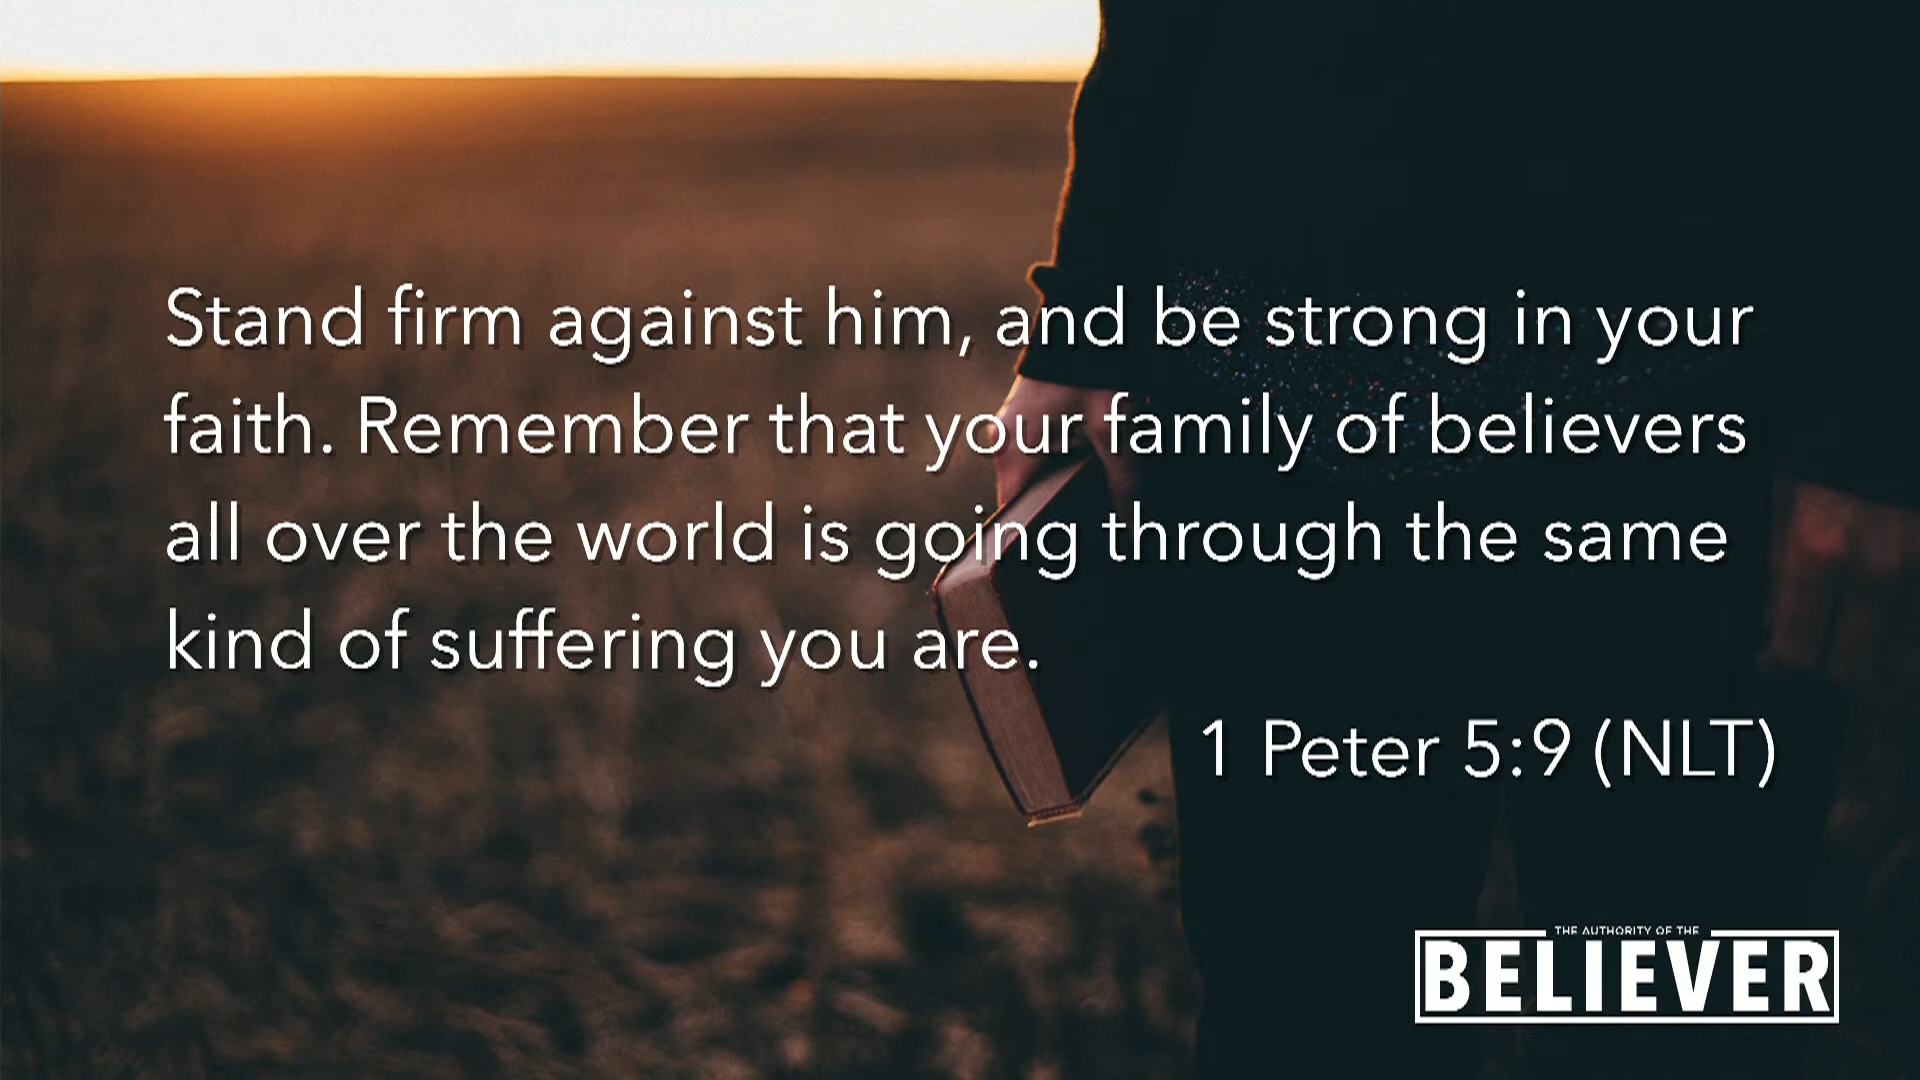 Stand firm against him, and be strong in your
faith. Remember that your family of believers
all over the world is going through the same
kind of suffering you are.
1 Peter 5:9 (NLT)
THE AUTHORITY OF THE
BELIEVER